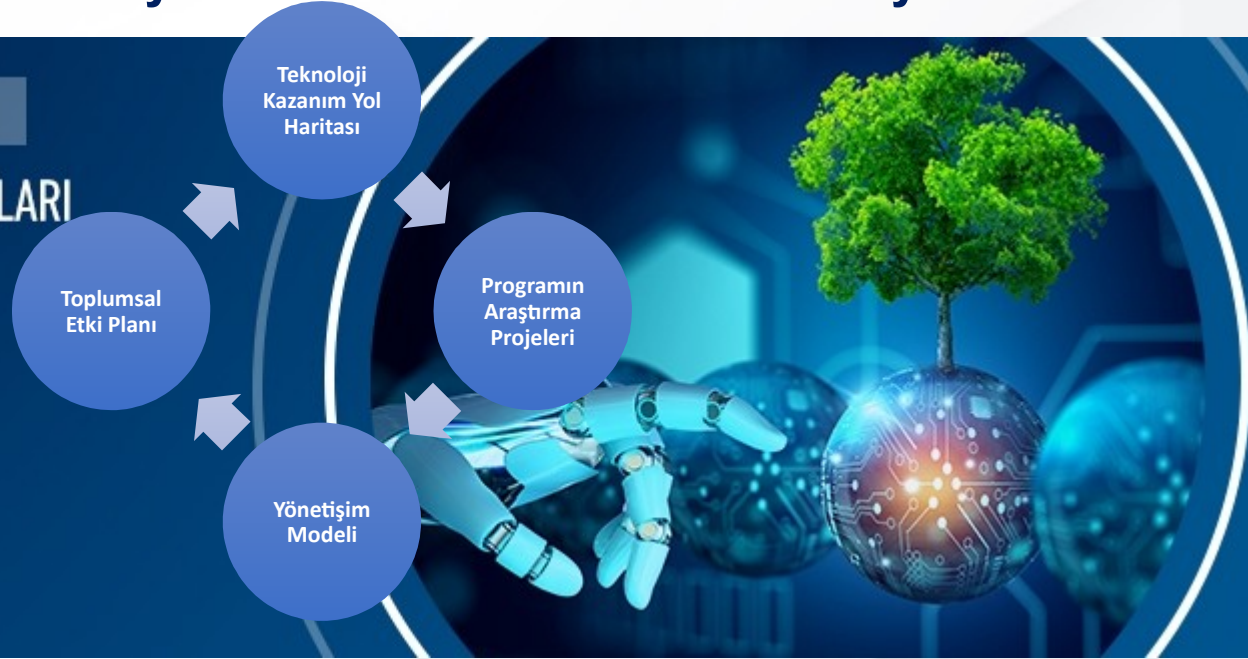 Teknoloji
Kazanım Yol
Haritası
LARI
Toplumsal
Etki Planı
Programın
Araştırma
Projeleri
Yönetişim
Modeli